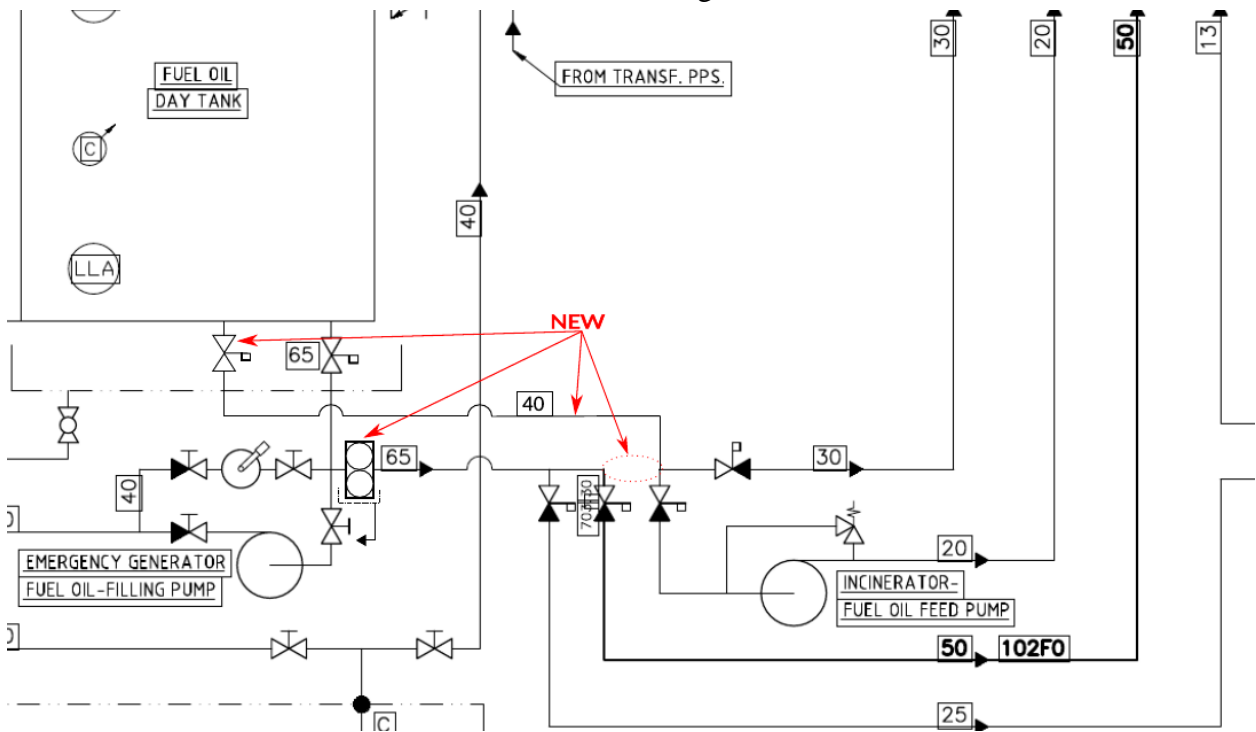 30
20
50
13
FUEL OIL
DAY TANK
FROM TRANSF. PPS.
C
40
LLA
NEW
65
40
65
30
40
EMERGENCY GENERATOR
FUEL OIL-FILLING PUMP
20
INCINERATOR-
FUEL OIL FEED PUMP
50
102F0
25
C